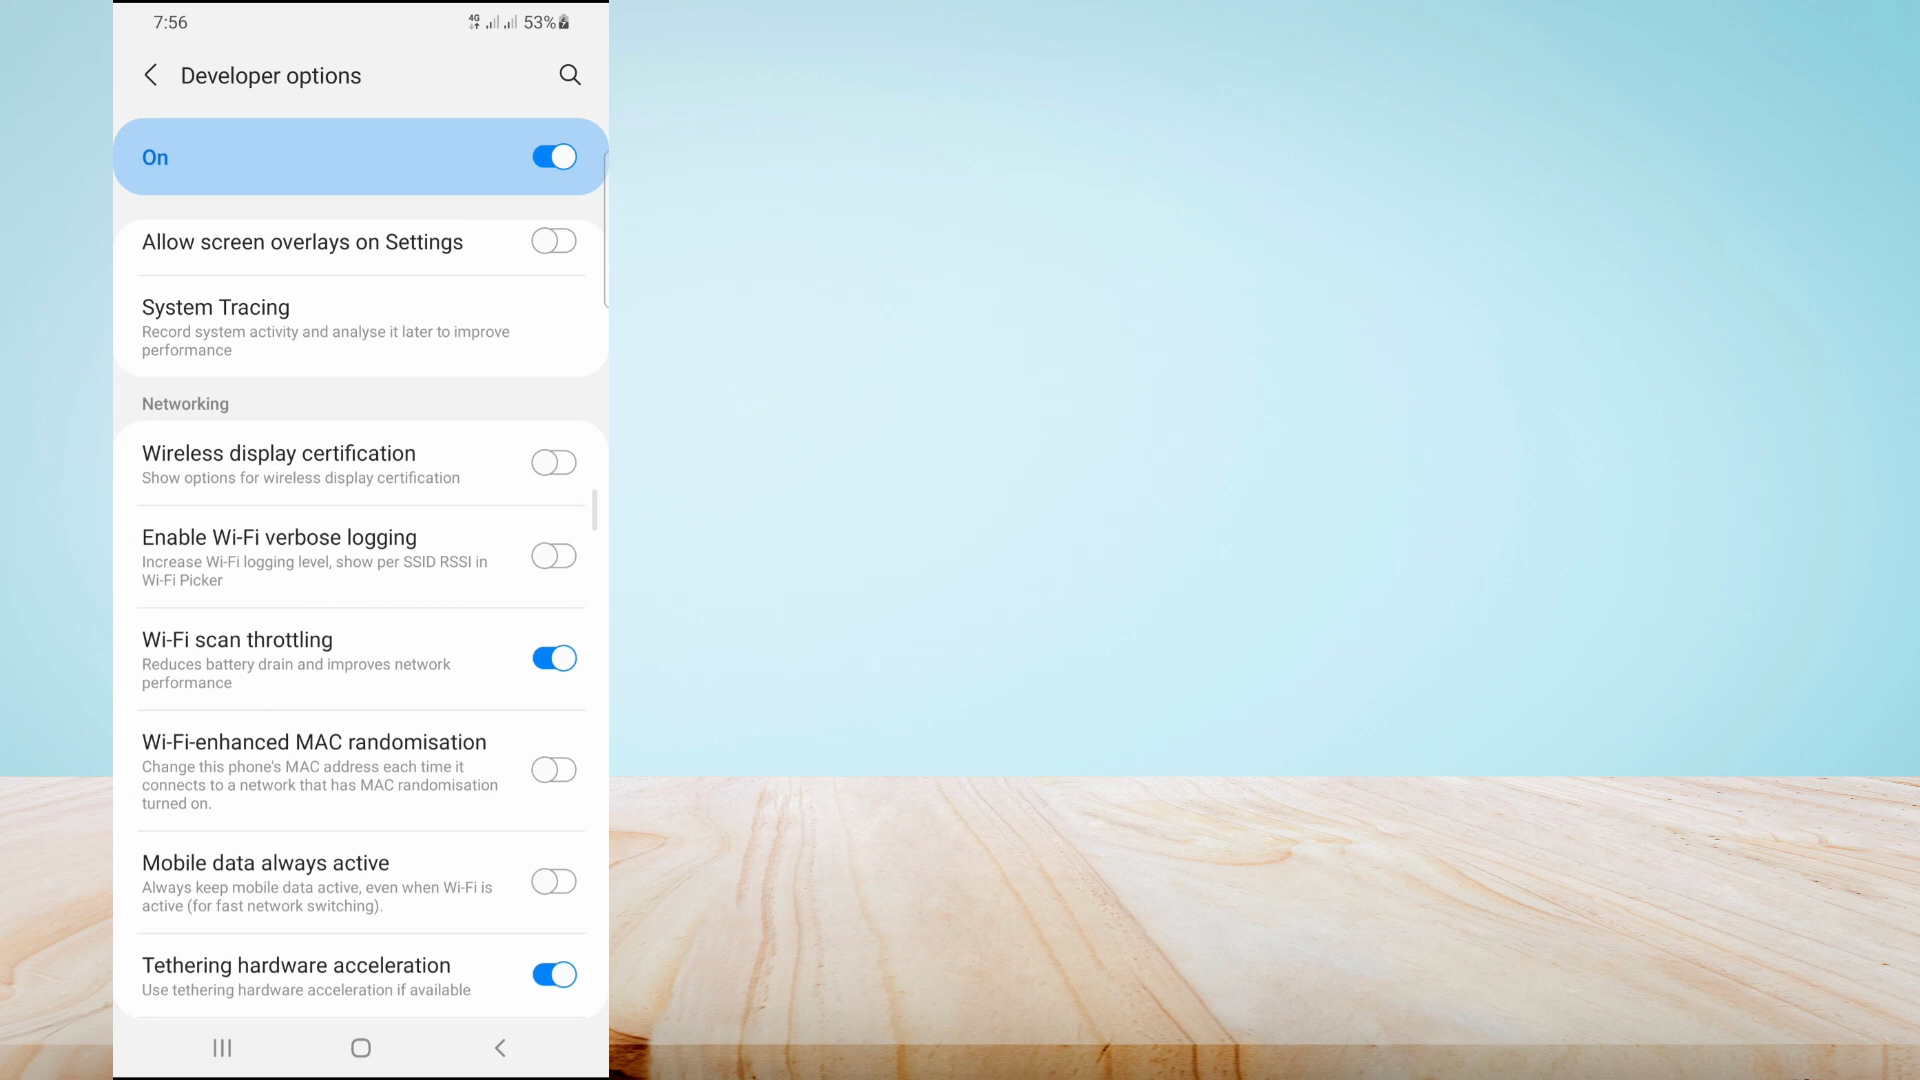 7:56
4G 53%
Developer options
On
Allow screen overlays on Settings
System Tracing
Record system activity and analyse it later to improve
performance
Networking
Wireless display certification
Show options for wireless display certification
Enable Wi-Fi verbose logging
Increase Wi-Fi logging level, show per SSID RSSI in
Wi-Fi Picker
Wi-Fi scan throttling
Reduces battery drain and improves network
performance
Wi-Fi-enhanced MAC randomisation
Change this phone's MAC address each time it
connects to a network that has MAC randomisation
turned on.
Mobile data always active
Always keep mobile data active, even when Wi-Fi is
active (for fast network switching).
Tethering hardware acceleration
Use tethering hardware acceleration if available